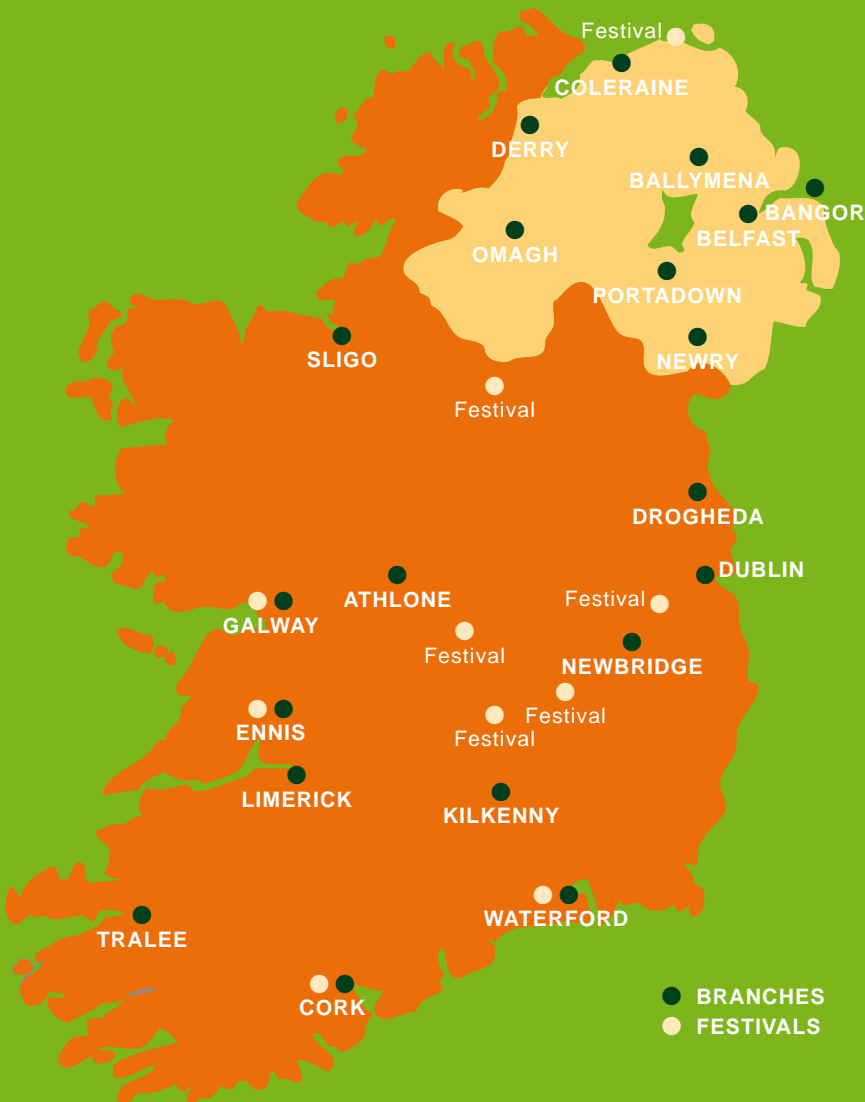 Festival
COLERAINE
DERRY
BALLYMENA
BANGOR
BELFAST
OMAGH
PORTADOWN
SLIGO
NEWRY
Festival
DROGHEDA
DUBLIN
ATHLONE
Festival
GALWAY
Festival
NEWBRIDGE
Festival
ENNIS
Festival
LIMERICK
KILKENNY
WATERFORD
TRALEE
CORK
BRANCHES
FESTIVALS